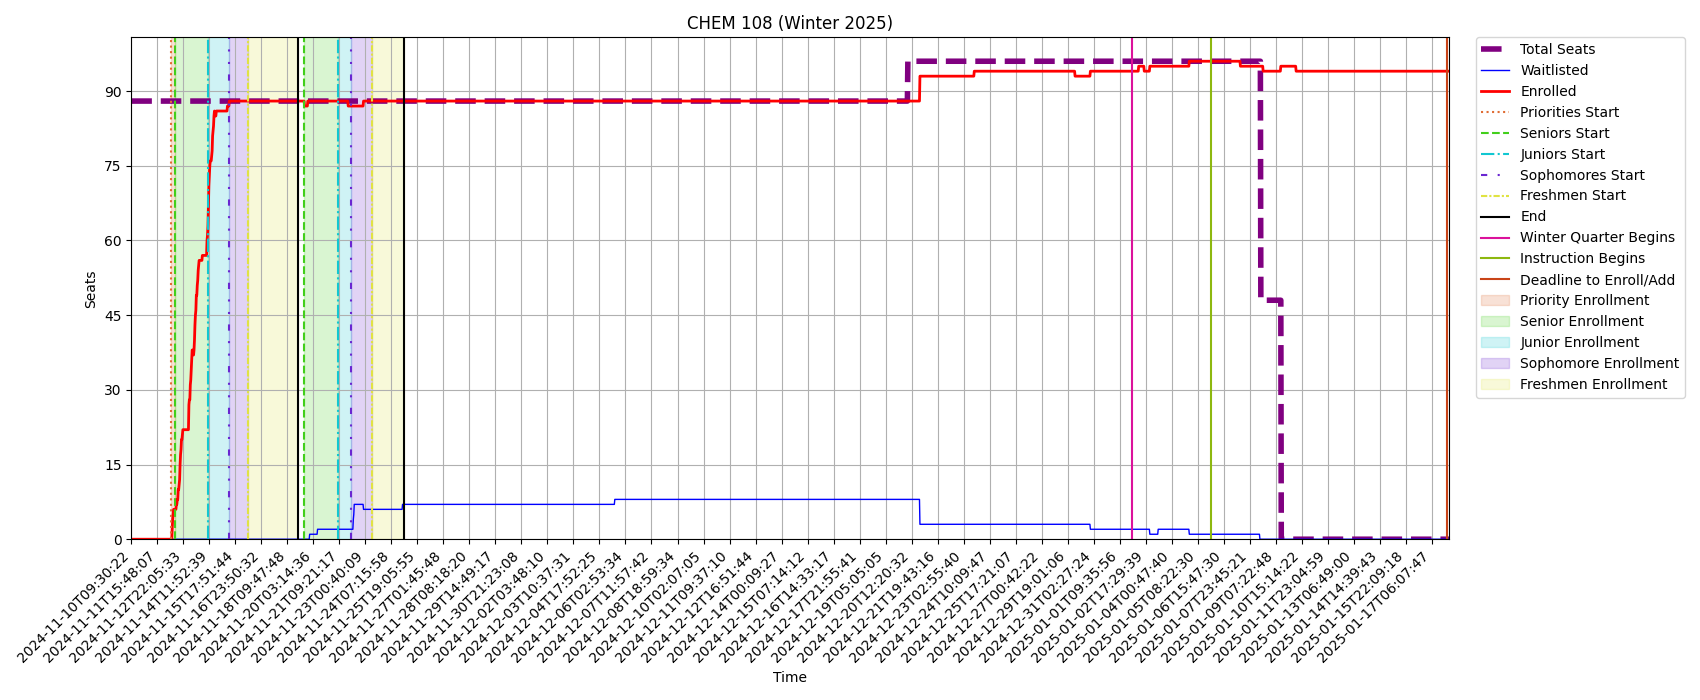 CHEM 108 (Winter 2025)
Seats
90
75
60
45
30
15
0
2024-11-10T09:30:22
2024-11-11T15:48:07
2024-11-12T22:05:33
2024-11-14T11:52:39
2024-11-15T17:51:44
2024-11-16T23:50:32
2024-11-18T09:47:48
2024-11-20T03:14:36
2024-11-21T09:21:17
2024-11-23T00:40:09
2024-11-24T07:15:58
2024-11-25T19:05:55
2024-11-27T01:45:48
2024-11-28T08:18:20
2024-11-29T14:49:17
2024-11-30T21:23:08
2024-12-02T03:48:10
2024-12-03T10:37:31
2024-12-04T17:52:25
2024-12-06T02:53:34
2024-12-07T11:57:42
2024-12-08T18:59:34
2024-12-10T02:07:05
2024-12-11T09:37:10
2024-12-12T16:51:44
2024-12-14T00:09:27
2024-12-15T07:14:12
2024-12-16T14:33:17
2024-12-17T21:55:41
2024-12-19T05:05:05
2024-12-20T12:20:32
2024-12-21T19:43:16
2024-12-23T02:55:40
2024-12-24T10:09:47
2024-12-25T17:21:07
2024-12-27T00:42:22
2024-12-29T19:01:06
2024-12-31T02:27:24
2025-01-01T09:35:56
2025-01-02T17:29:39
2025-01-04T00:47:40
2025-01-05T08:22:30
2025-01-06T15:47:30
2025-01-07T23:45:21
2025-01-09T07:22:48
2025-01-10T15:14:22
2025-01-11T23:04:59
2025-01-13T06:49:00
2025-01-14T14:39:43
2025-01-15T22:09:18
2025-01-17T06:07:47
Time
Total Seats
Waitlisted
Enrolled
Priorities Start
Seniors Start
Juniors Start
Sophomores Start
Freshmen Start
End
Winter Quarter Begins
Instruction Begins
Deadline to Enroll/Add
Priority Enrollment
Senior Enrollment
Junior Enrollment
Sophomore Enrollment
Freshmen Enrollment